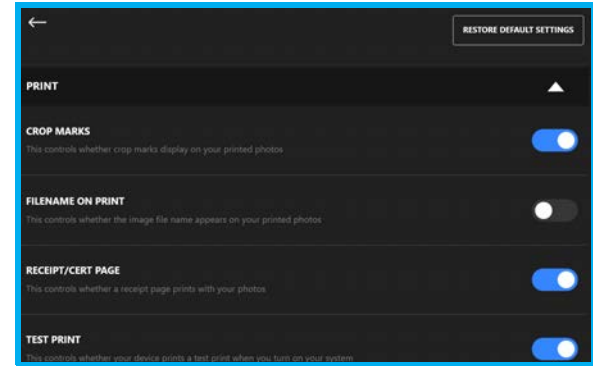 RESTORE DEFAULT SETTINGS
PRINT
CROP MARKS
This controls whether crop marks display on your printed photos
FILENAME ON PRINT
This controls whether the image file name appears on your printed photos
RECEIPT/CERT PAGE
This controls whether a receipt page prints with your photos
TEST PRINT
This controls whether your device prints a test print when you turn on your system